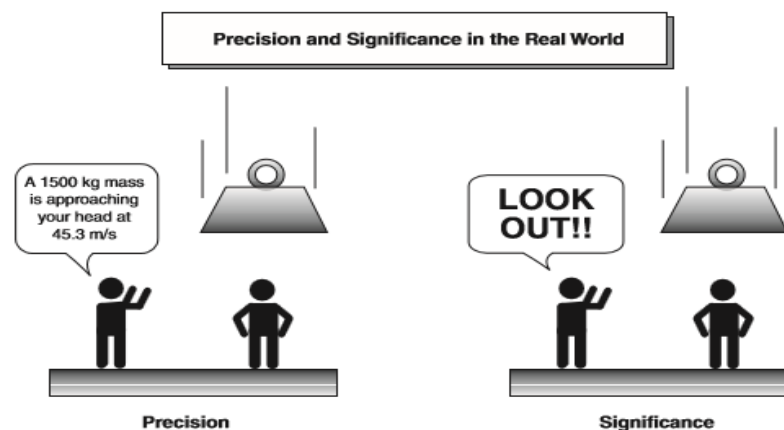 Precision and Significance in the Real World
A 1500 kg mass
is approaching
your head at
45.3 m/s
LOOK
OUT!!
Precision
Significance